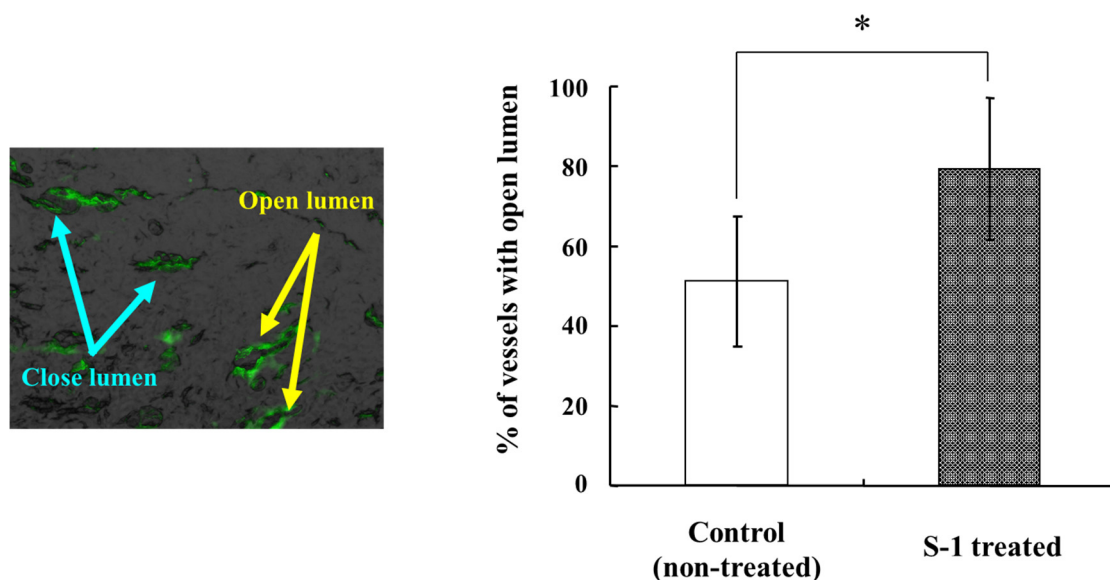 Open lumen
Close lumen
*
% of vessels with open lumen
100
80
60
40
20
0
Control
(non-treated)
S-1 treated